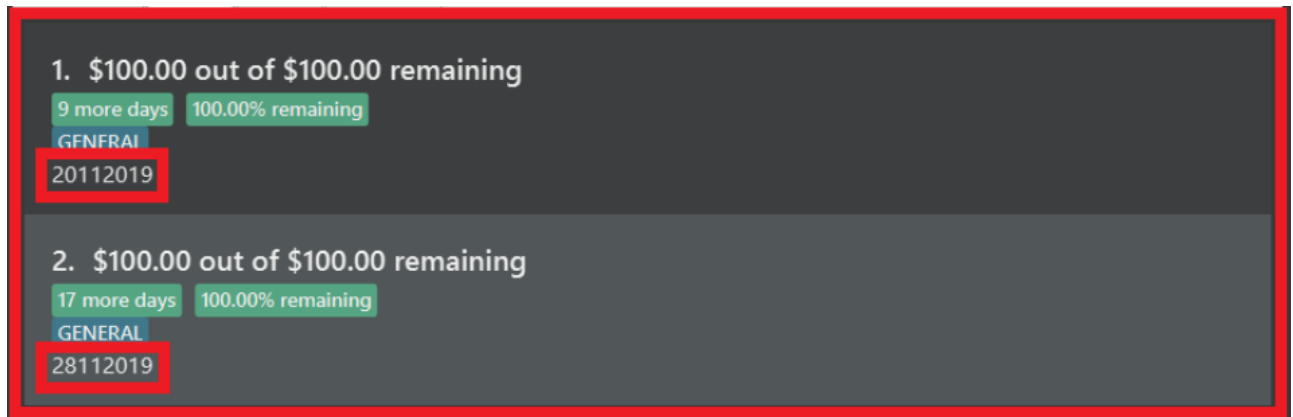 1. $100.00 out of $100.00 remaining
9 more days 100.00% remaining
GENERAL
20112019
2. $100.00 out of $100.00 remaining
17 more days 100.00% remaining
GENERAL
28112019